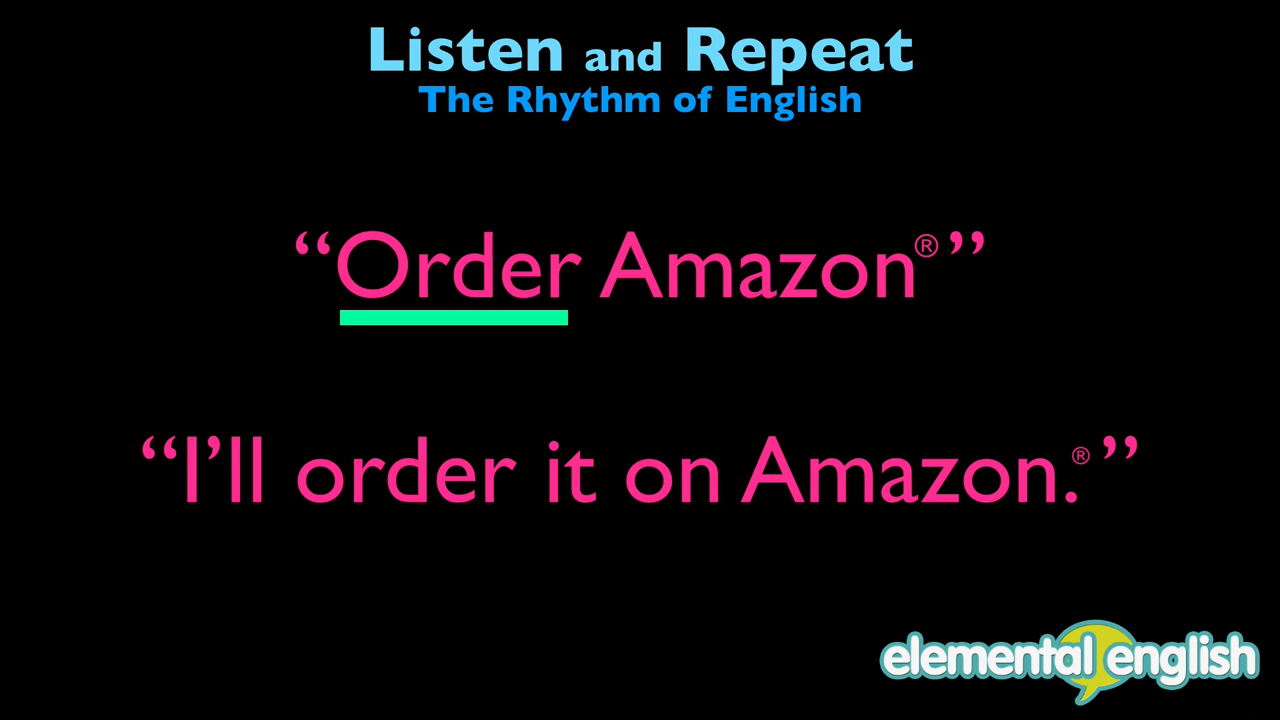 Listen and Repeat
The Rhythm of English
“Order Amazon®”
“I’ll order it on Amazon.®”
elemental english